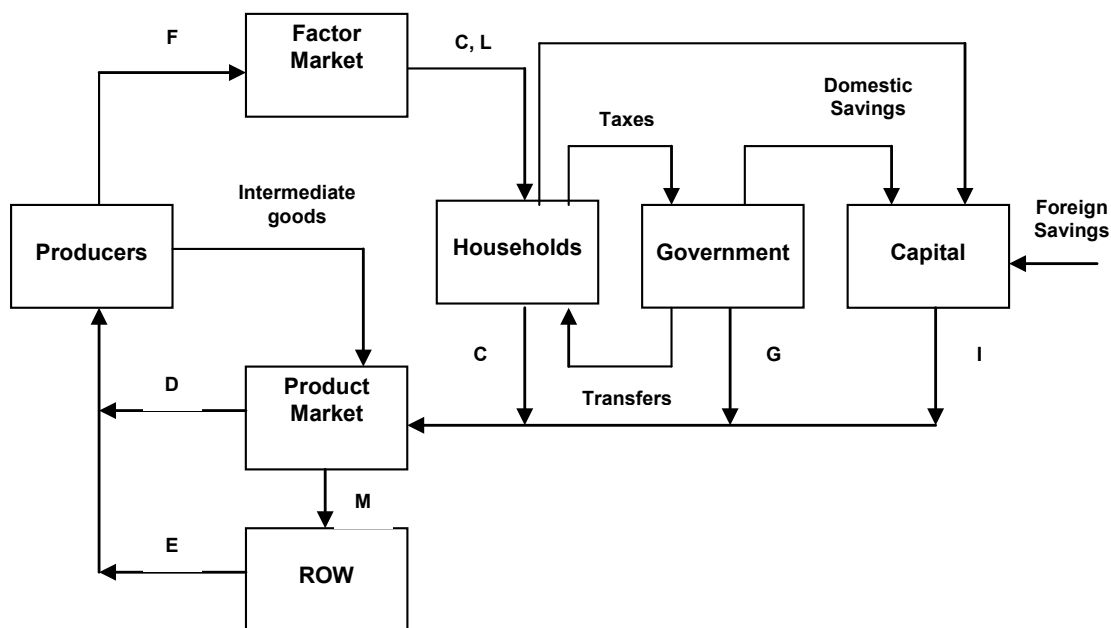 F
Factor
Market
C, L
Domestic
Savings
Taxes
Intermediate
goods
Producers
Households
Government
Capital
Foreign
Savings
C
G
I
D
Product
Market
Transfers
M
E
ROW